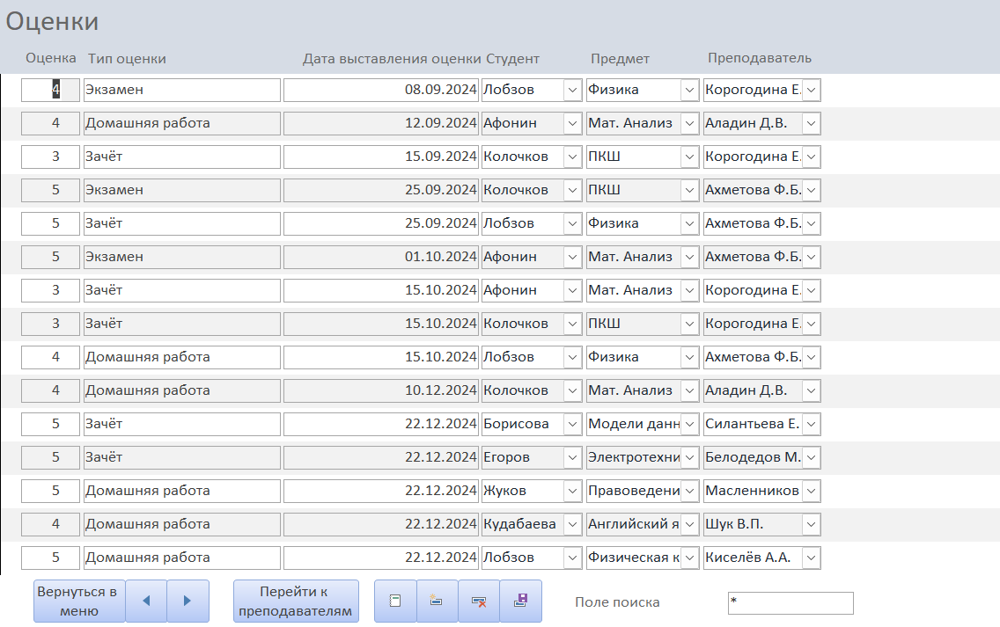 Оценки
Оценка Тип оценки Дата выставления оценки Студент Предмет Преподаватель
4 Экзамен 08.09.2024 Лобзов Физика Корогодина Е.
4 Домашняя работа 12.09.2024 Афонин Мат. Анализ Аладин Д.В.
3 Зачёт 15.09.2024 Колочков ПКШ Корогодина Е.
5 Экзамен 25.09.2024 Колочков ПКШ Ахметова Ф.Б.
5 Зачёт 25.09.2024 Лобзов Физика Ахметова Ф.Б.
5 Экзамен 01.10.2024 Афонин Мат. Анализ Ахметова Ф.Б.
3 Зачёт 15.10.2024 Афонин Мат. Анализ Корогодина Е.
3 Зачёт 15.10.2024 Колочков ПКШ Корогодина Е.
4 Домашняя работа 15.10.2024 Лобзов Физика Ахметова Ф.Б.
4 Домашняя работа 10.12.2024 Колочков Мат. Анализ Аладин Д.В.
5 Зачёт 22.12.2024 Борисова Модели данн Силантьева Е.
5 Зачёт 22.12.2024 Егоров Электротехни Белодедов М.
5 Домашняя работа 22.12.2024 Жуков Правоведени Масленников
4 Домашняя работа 22.12.2024 Кудабаева Английский я Шук В.П.
5 Домашняя работа 22.12.2024 Лобзов Физическая к Киселёв А.А.
Вернуться в
меню
Перейти к
преподавателям
Поле поиска *